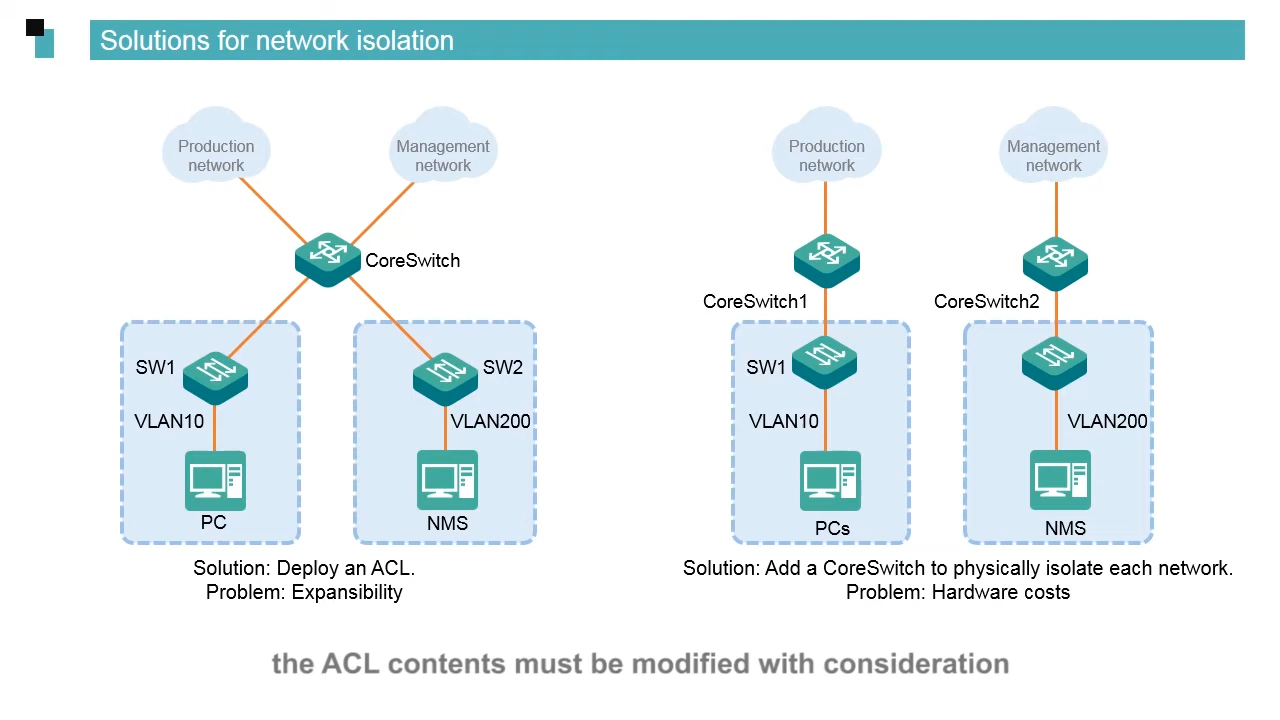 Solutions for network isolation
Production
network
Management
network
CoreSwitch
SW1
SW2
VLAN10
VLAN200
PC
NMS
Solution: Deploy an ACL.
Problem: Expansibility
Production
network
Management
network
CoreSwitch1
CoreSwitch2
SW1
VLAN10
VLAN200
PCs
NMS
Solution: Add a CoreSwitch to physically isolate each network.
Problem: Hardware costs
the ACL contents must be modified with consideration